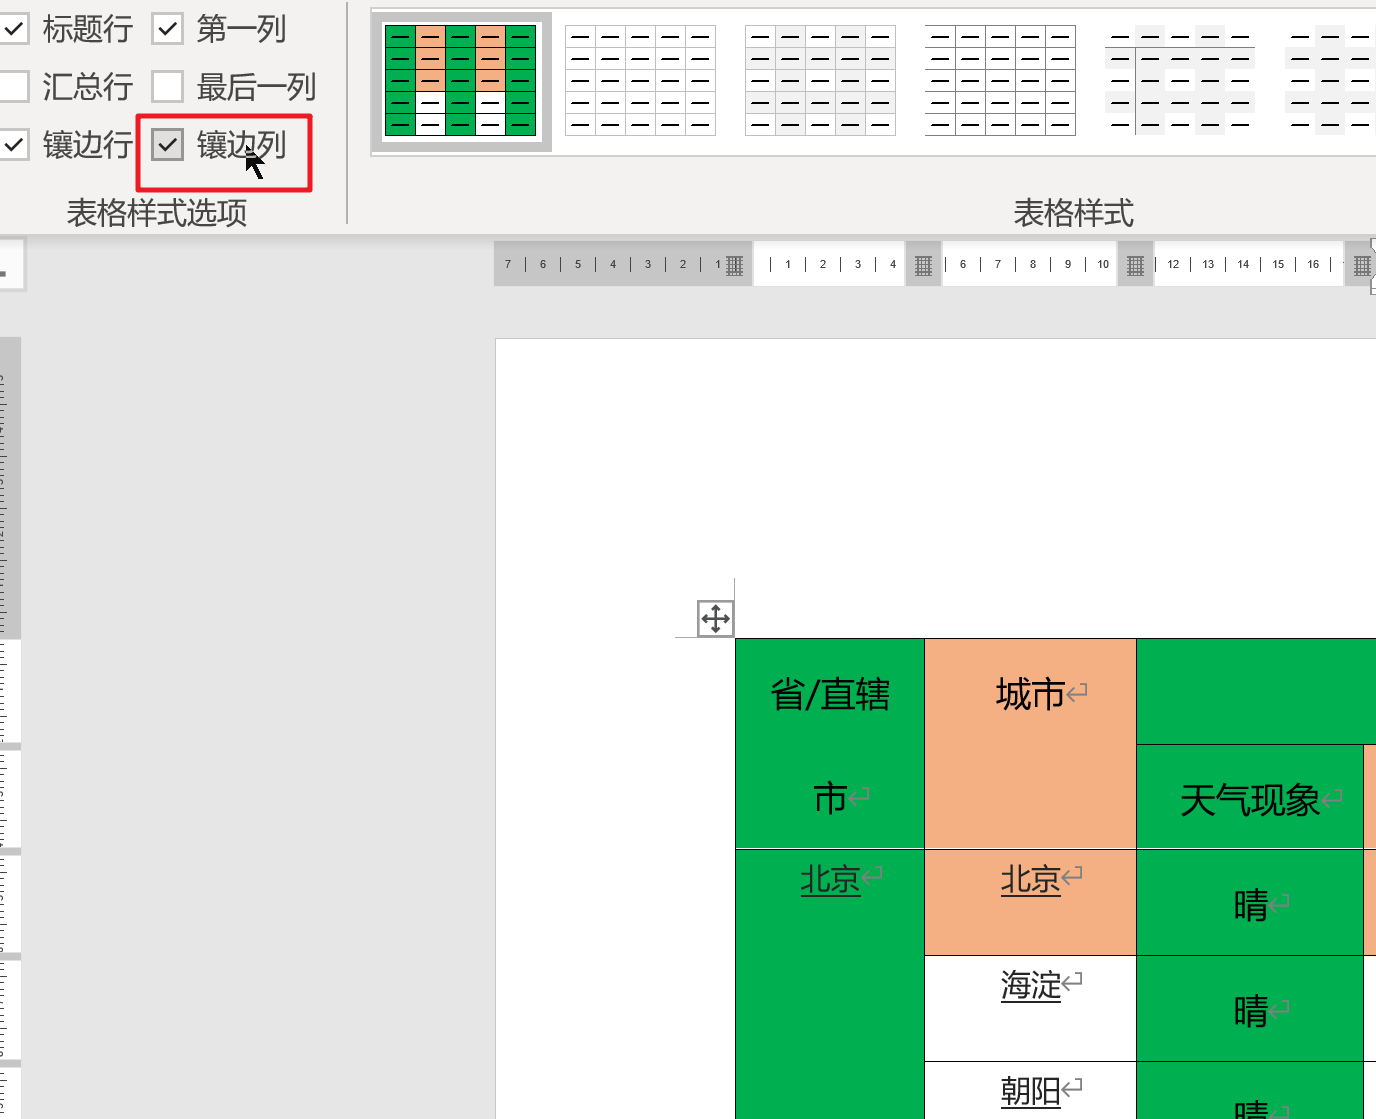 标题行 第一列
汇总行 最后一列
镶边行 镶边列
表格样式选项 表格样式
7 6 5 4 3 2 1 1 2 3 4 6 7 8 9 10 12 13 14 15 16
省/直辖市 城市
天气现象
北京 北京 晴
海淀 晴
朝阳 晴